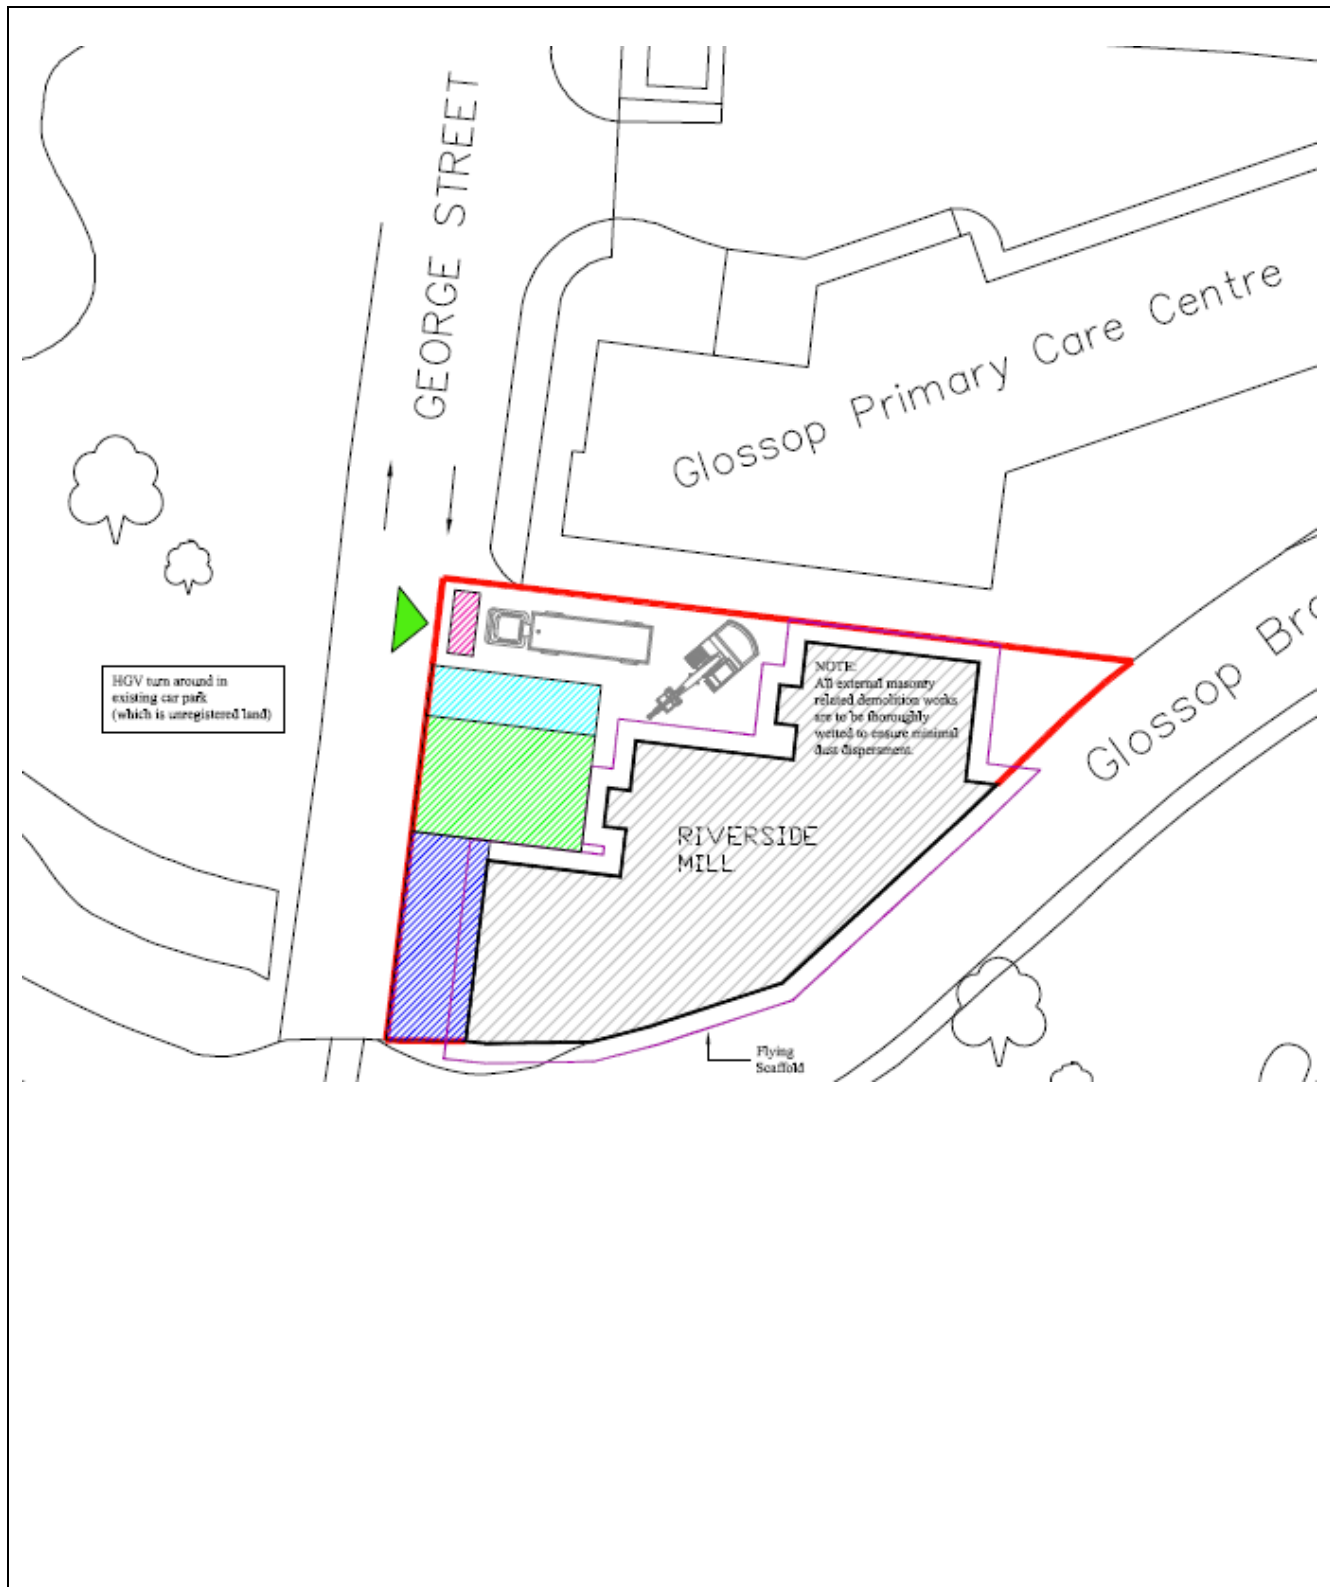 GEORGE STREET
Glossop Primary Care Centre
HGV turn around in
existing car park
(which is unregistered land)
NOTE:
All external masonry
related demolition works
are to be thoroughly
wetted to ensure minimal
dust dispersment.
Glossop Bro
RIVERSIDE
MILL
Flying
Scaffold